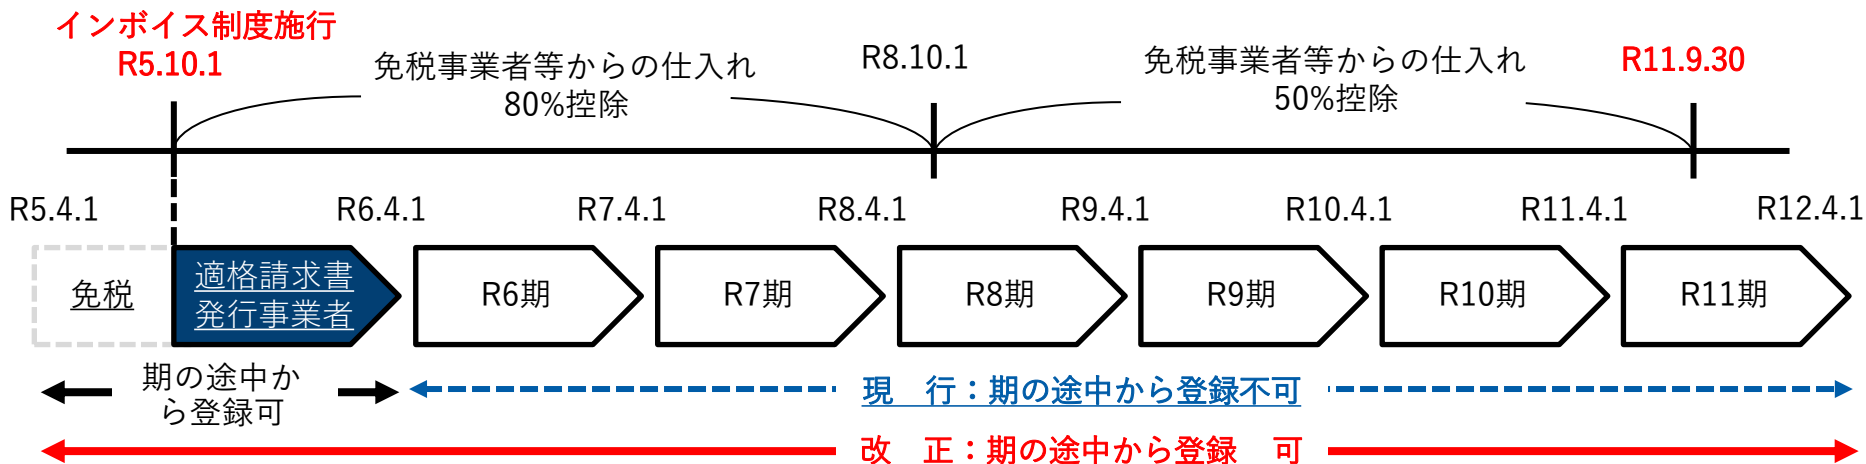 インボイス制度施行
R5.10.1
免税事業者等からの仕入れ
80%控除
R8.10.1
免税事業者等からの仕入れ
50%控除
R11.9.30
R5.4.1
R6.4.1
R7.4.1
R8.4.1
R9.4.1
R10.4.1
R11.4.1
R12.4.1
免税
適格請求書
発行事業者
R6期
R7期
R8期
R9期
R10期
R11期
期の途中か
ら登録可
現　行：期の途中から登録不可
改　正：期の途中から登録　可